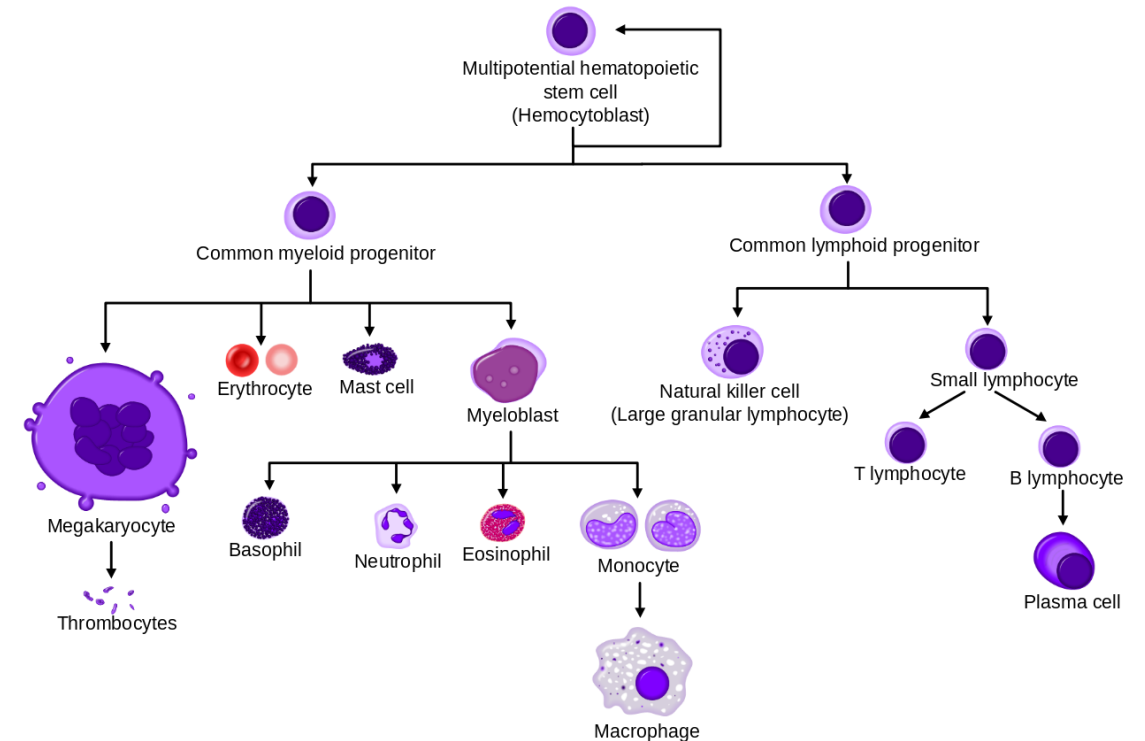 Multipotential hematopoietic
stem cell
(Hemocytoblast)
Common myeloid progenitor
Common lymphoid progenitor
Erythrocyte
Mast cell
Myeloblast
Natural killer cell
(Large granular lymphocyte)
Small lymphocyte
T lymphocyte
B lymphocyte
Megakaryocyte
Basophil
Neutrophil
Eosinophil
Monocyte
Plasma cell
Thrombocytes
Macrophage